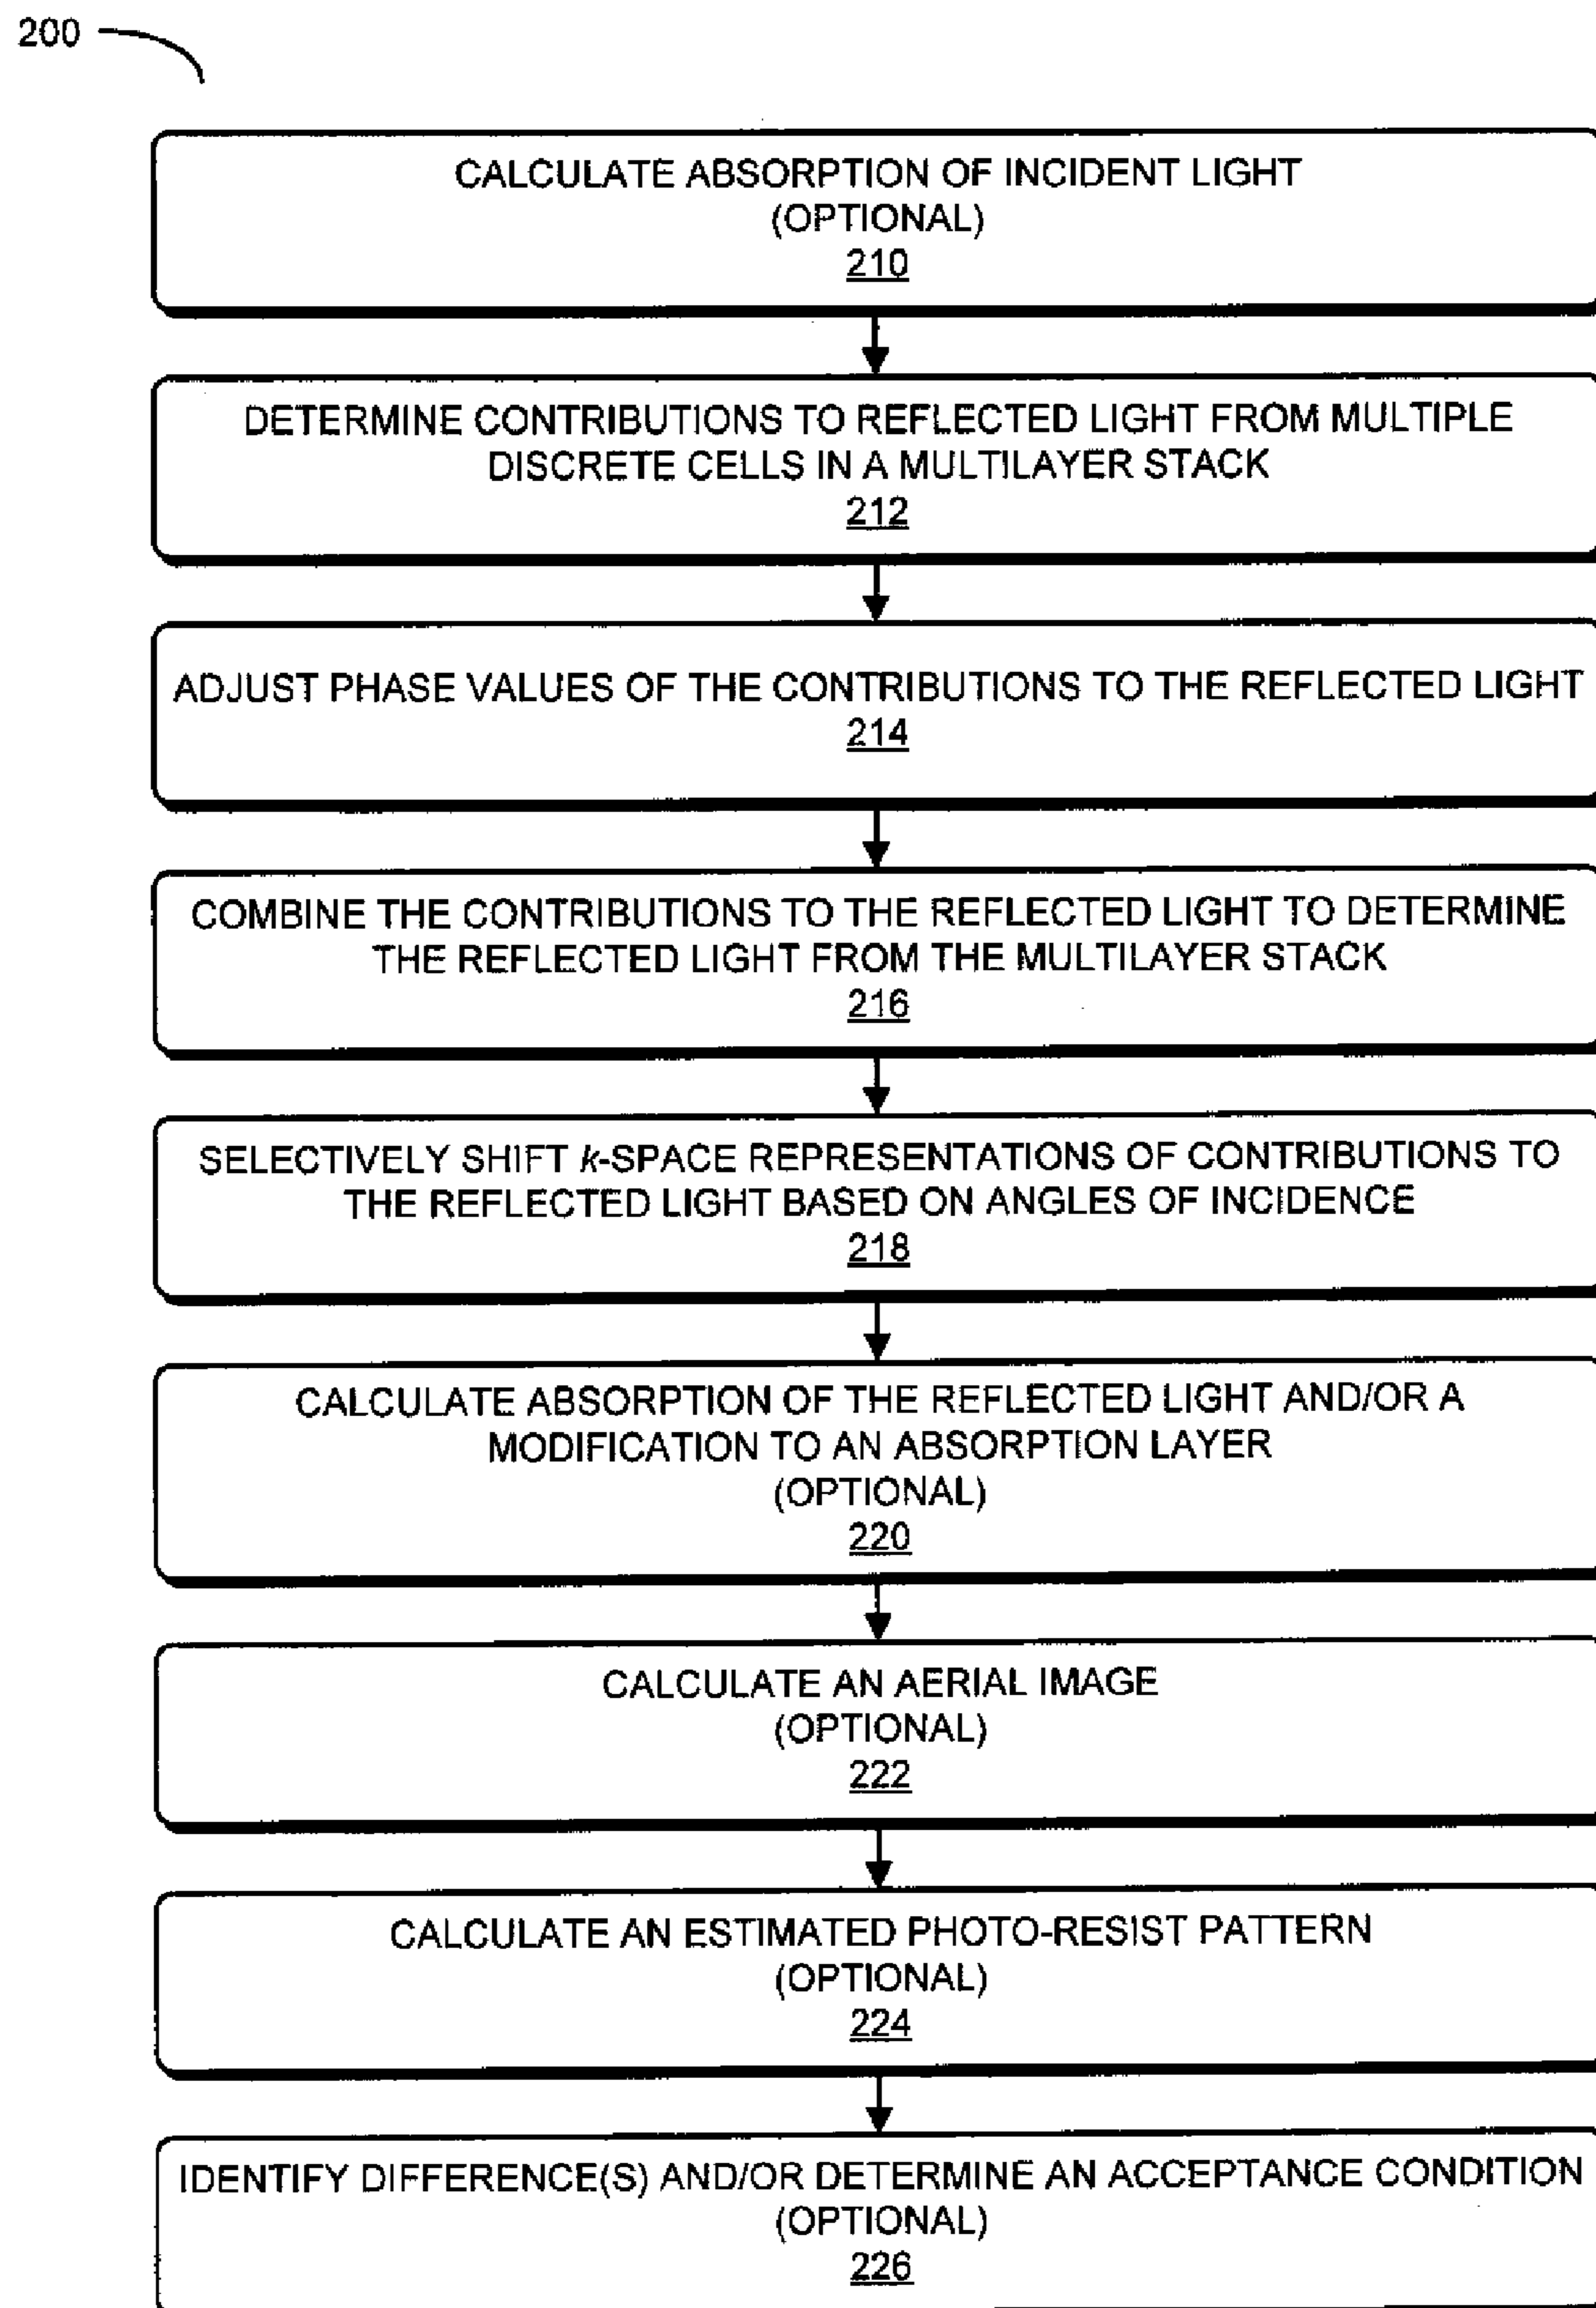 200
CALCULATE ABSORPTION OF INCIDENT LIGHT
(OPTIONAL)
210
DETERMINE CONTRIBUTIONS TO REFLECTED LIGHT FROM MULTIPLE
DISCRETE CELLS IN A MULTILAYER STACK
212
ADJUST PHASE VALUES OF THE CONTRIBUTIONS TO THE REFLECTED LIGHT
214
COMBINE THE CONTRIBUTIONS TO THE REFLECTED LIGHT TO DETERMINE
THE REFLECTED LIGHT FROM THE MULTILAYER STACK
216
SELECTIVELY SHIFT k-SPACE REPRESENTATIONS OF CONTRIBUTIONS TO
THE REFLECTED LIGHT BASED ON ANGLES OF INCIDENCE
218
CALCULATE ABSORPTION OF THE REFLECTED LIGHT AND/OR A
MODIFICATION TO AN ABSORPTION LAYER
(OPTIONAL)
220
CALCULATE AN AERIAL IMAGE
(OPTIONAL)
222
CALCULATE AN ESTIMATED PHOTO-RESIST PATTERN
(OPTIONAL)
224
IDENTIFY DIFFERENCE(S) AND/OR DETERMINE AN ACCEPTANCE CONDITION
(OPTIONAL)
226